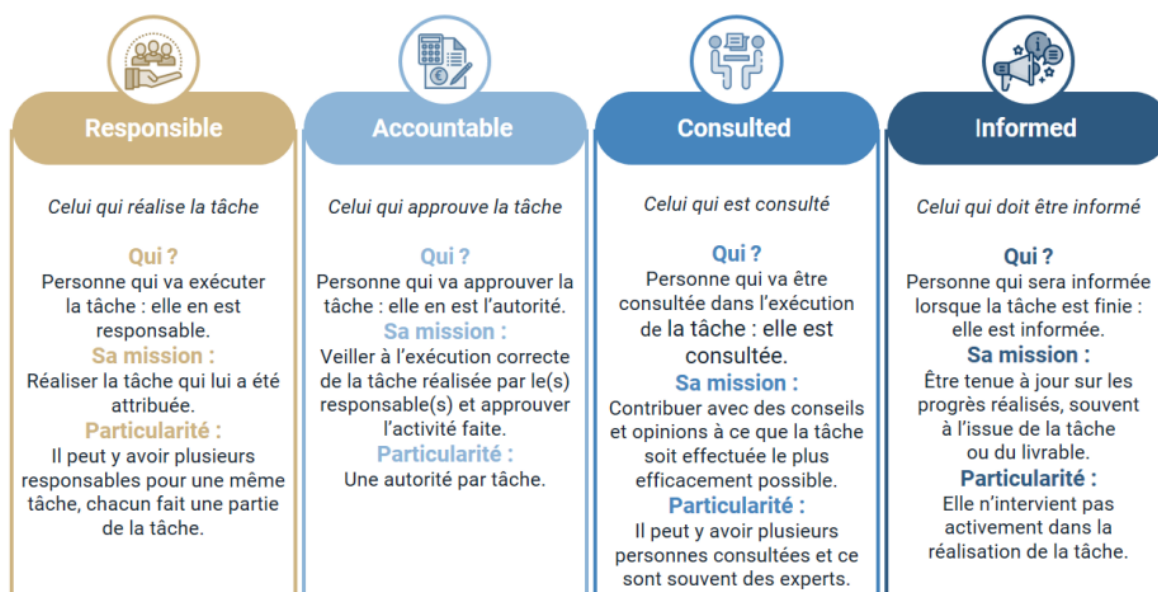 Responsible
Celui qui réalise la tâche
Qui ?
Personne qui va exécuter
la tâche : elle en est
responsable.
Sa mission :
Réaliser la tâche qui lui a été
attribuée.
Particularité :
Il peut y avoir plusieurs
responsables pour une même
tâche, chacun fait une partie
de la tâche.
Accountable
Celui qui approuve la tâche
Qui ?
Personne qui va approuver la
tâche : elle en est l'autorité.
Sa mission :
Veiller à l'exécution correcte
de la tâche réalisée par le(s)
responsable(s) et approuver
l'activité faite.
Particularité :
Une autorité par tâche.
Consulted
Celui qui est consulté
Qui ?
Personne qui va être
consultée dans l'exécution
de la tâche : elle est
consultée.
Sa mission :
Contribuer avec des conseils
et opinions à ce que la tâche
soit effectuée le plus
efficacement possible.
Particularité :
Il peut y avoir plusieurs
personnes consultées et ce
sont souvent des experts.
Informed
Celui qui doit être informé
Qui ?
Personne qui sera informée
lorsque la tâche est finie :
elle est informée.
Sa mission :
Être tenue à jour sur les
progrès réalisés, souvent
à l'issue de la tâche
ou du livrable.
Particularité :
Elle n'intervient pas
activement dans la
réalisation de la tâche.